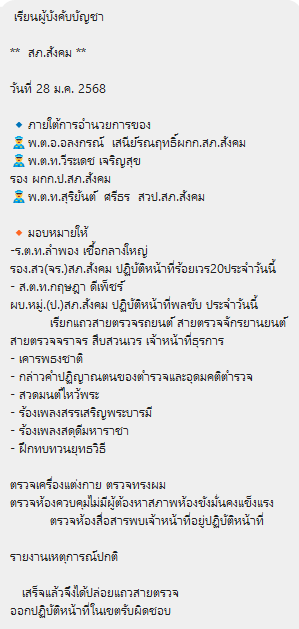 เรียนผู้บังคับบัญชา
** สภ.สังคม **
วันที่ 28 ม.ค. 2568
🔹ภายใต้การอำนวยการของ
👮พ.ต.อ.อลงกรณ์ เสนีย์รณฤทธิ์ผกก.สภ.สังคม
👮พ.ต.ท.วีระเดช เจริญสุข
รอง ผกก.ป.สภ.สังคม
👮พ.ต.ท.สุริยันต์ ศรีธร สวป.สภ.สังคม
🔸มอบหมายให้
-ร.ต.ท.ลำพอง เชื้อกลางใหญ่
รอง.สว(จร.)สภ.สังคม ปฏิบัติหน้าที่ร้อยเวร20ประจำวันนี้
- ส.ต.ท.กฤษฎา ดีเพ็ชร์
ผบ.หมู่.(ป.)สภ.สังคม ปฏิบัติหน้าที่พลขับ ประจำวันนี้
เรียกแถวสายตรวจรถยนต์ สายตรวจจักรยานยนต์
สายตรวจจราจร สืบสวนเวร เจ้าหน้าที่ธุรการ
- เคารพธงชาติ
- กล่าวคำปฏิญาณตนของตำรวจและอุดมคติตำรวจ
- สวดมนต์ไหว้พระ
- ร้องเพลงสรรเสริญพระบารมี
- ร้องเพลงสดุดีมหาราชา
- ฝึกทบทวนยุทธวิธี
ตรวจเครื่องแต่งกาย ตรวจทรงผม
ตรวจห้องควบคุมไม่มีผู้ต้องหาสภาพห้องขังมั่นคงแข็งแรง
ตรวจห้องสื่อสารพบเจ้าหน้าที่อยู่ปฏิบัติหน้าที่
รายงานเหตุการณ์ปกติ
เสร็จแล้วจึงได้ปล่อยแถวสายตรวจ
ออกปฏิบัติหน้าที่ในเขตรับผิดชอบ